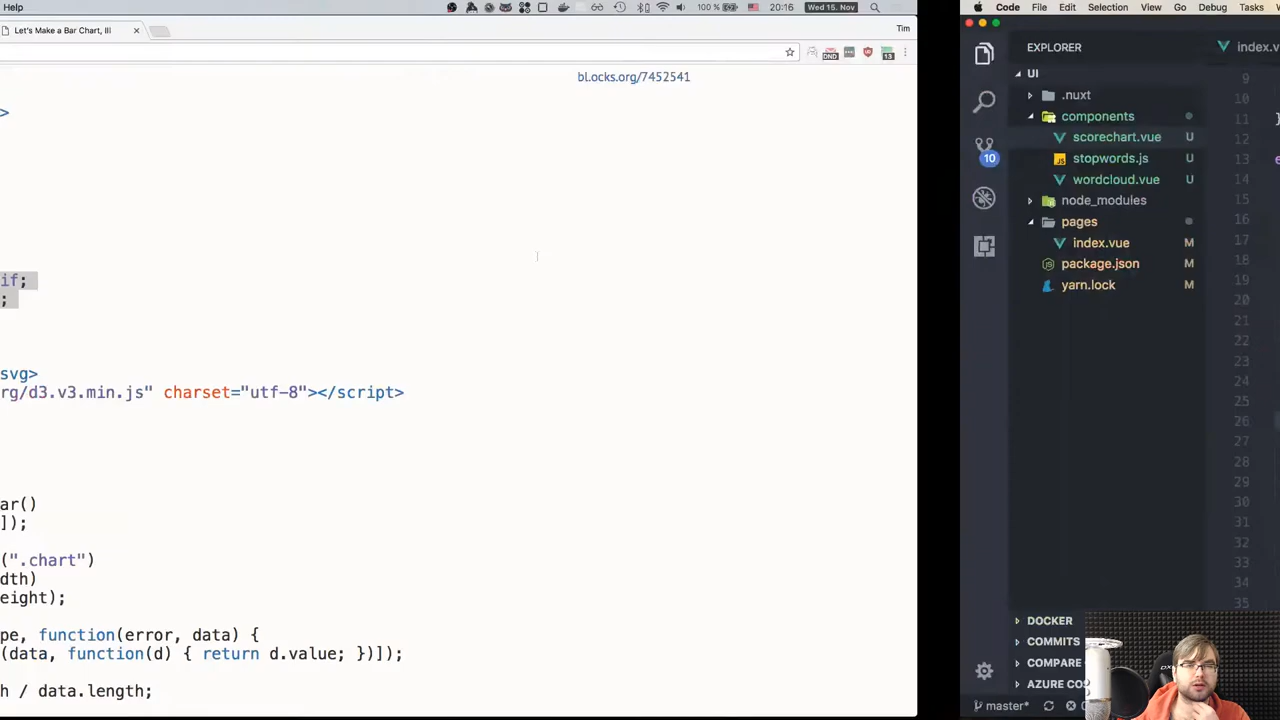 Help
100 %
20:16
Wed 15. Nov
Let's Make a Bar Chart, III
Tim
DND
13
bl.ocks.org/7452541
>
if;
;
svg>
rg/d3.v3.min.js" charset="utf-8"></script>
ar()
]);
(".chart")
dth)
eight);
pe, function(error, data) {
(data, function(d) { return d.value; })]);
h / data.length;
Code File Edit Selection View Go Debug Tasks
EXPLORER
index.v
UI
.nuxt
components
scorechart.vue U
stopwords.js U
wordcloud.vue U
node_modules
pages
index.vue M
package.json M
yarn.lock M
10
9
10
11 }
12
13 e
14
15
16
17
18
19
20
21
22
23
24
25
26
27
28
29
30
31
32
33
34
35
DOCKER
COMMITS
COMPARE
AZURE CO
master*